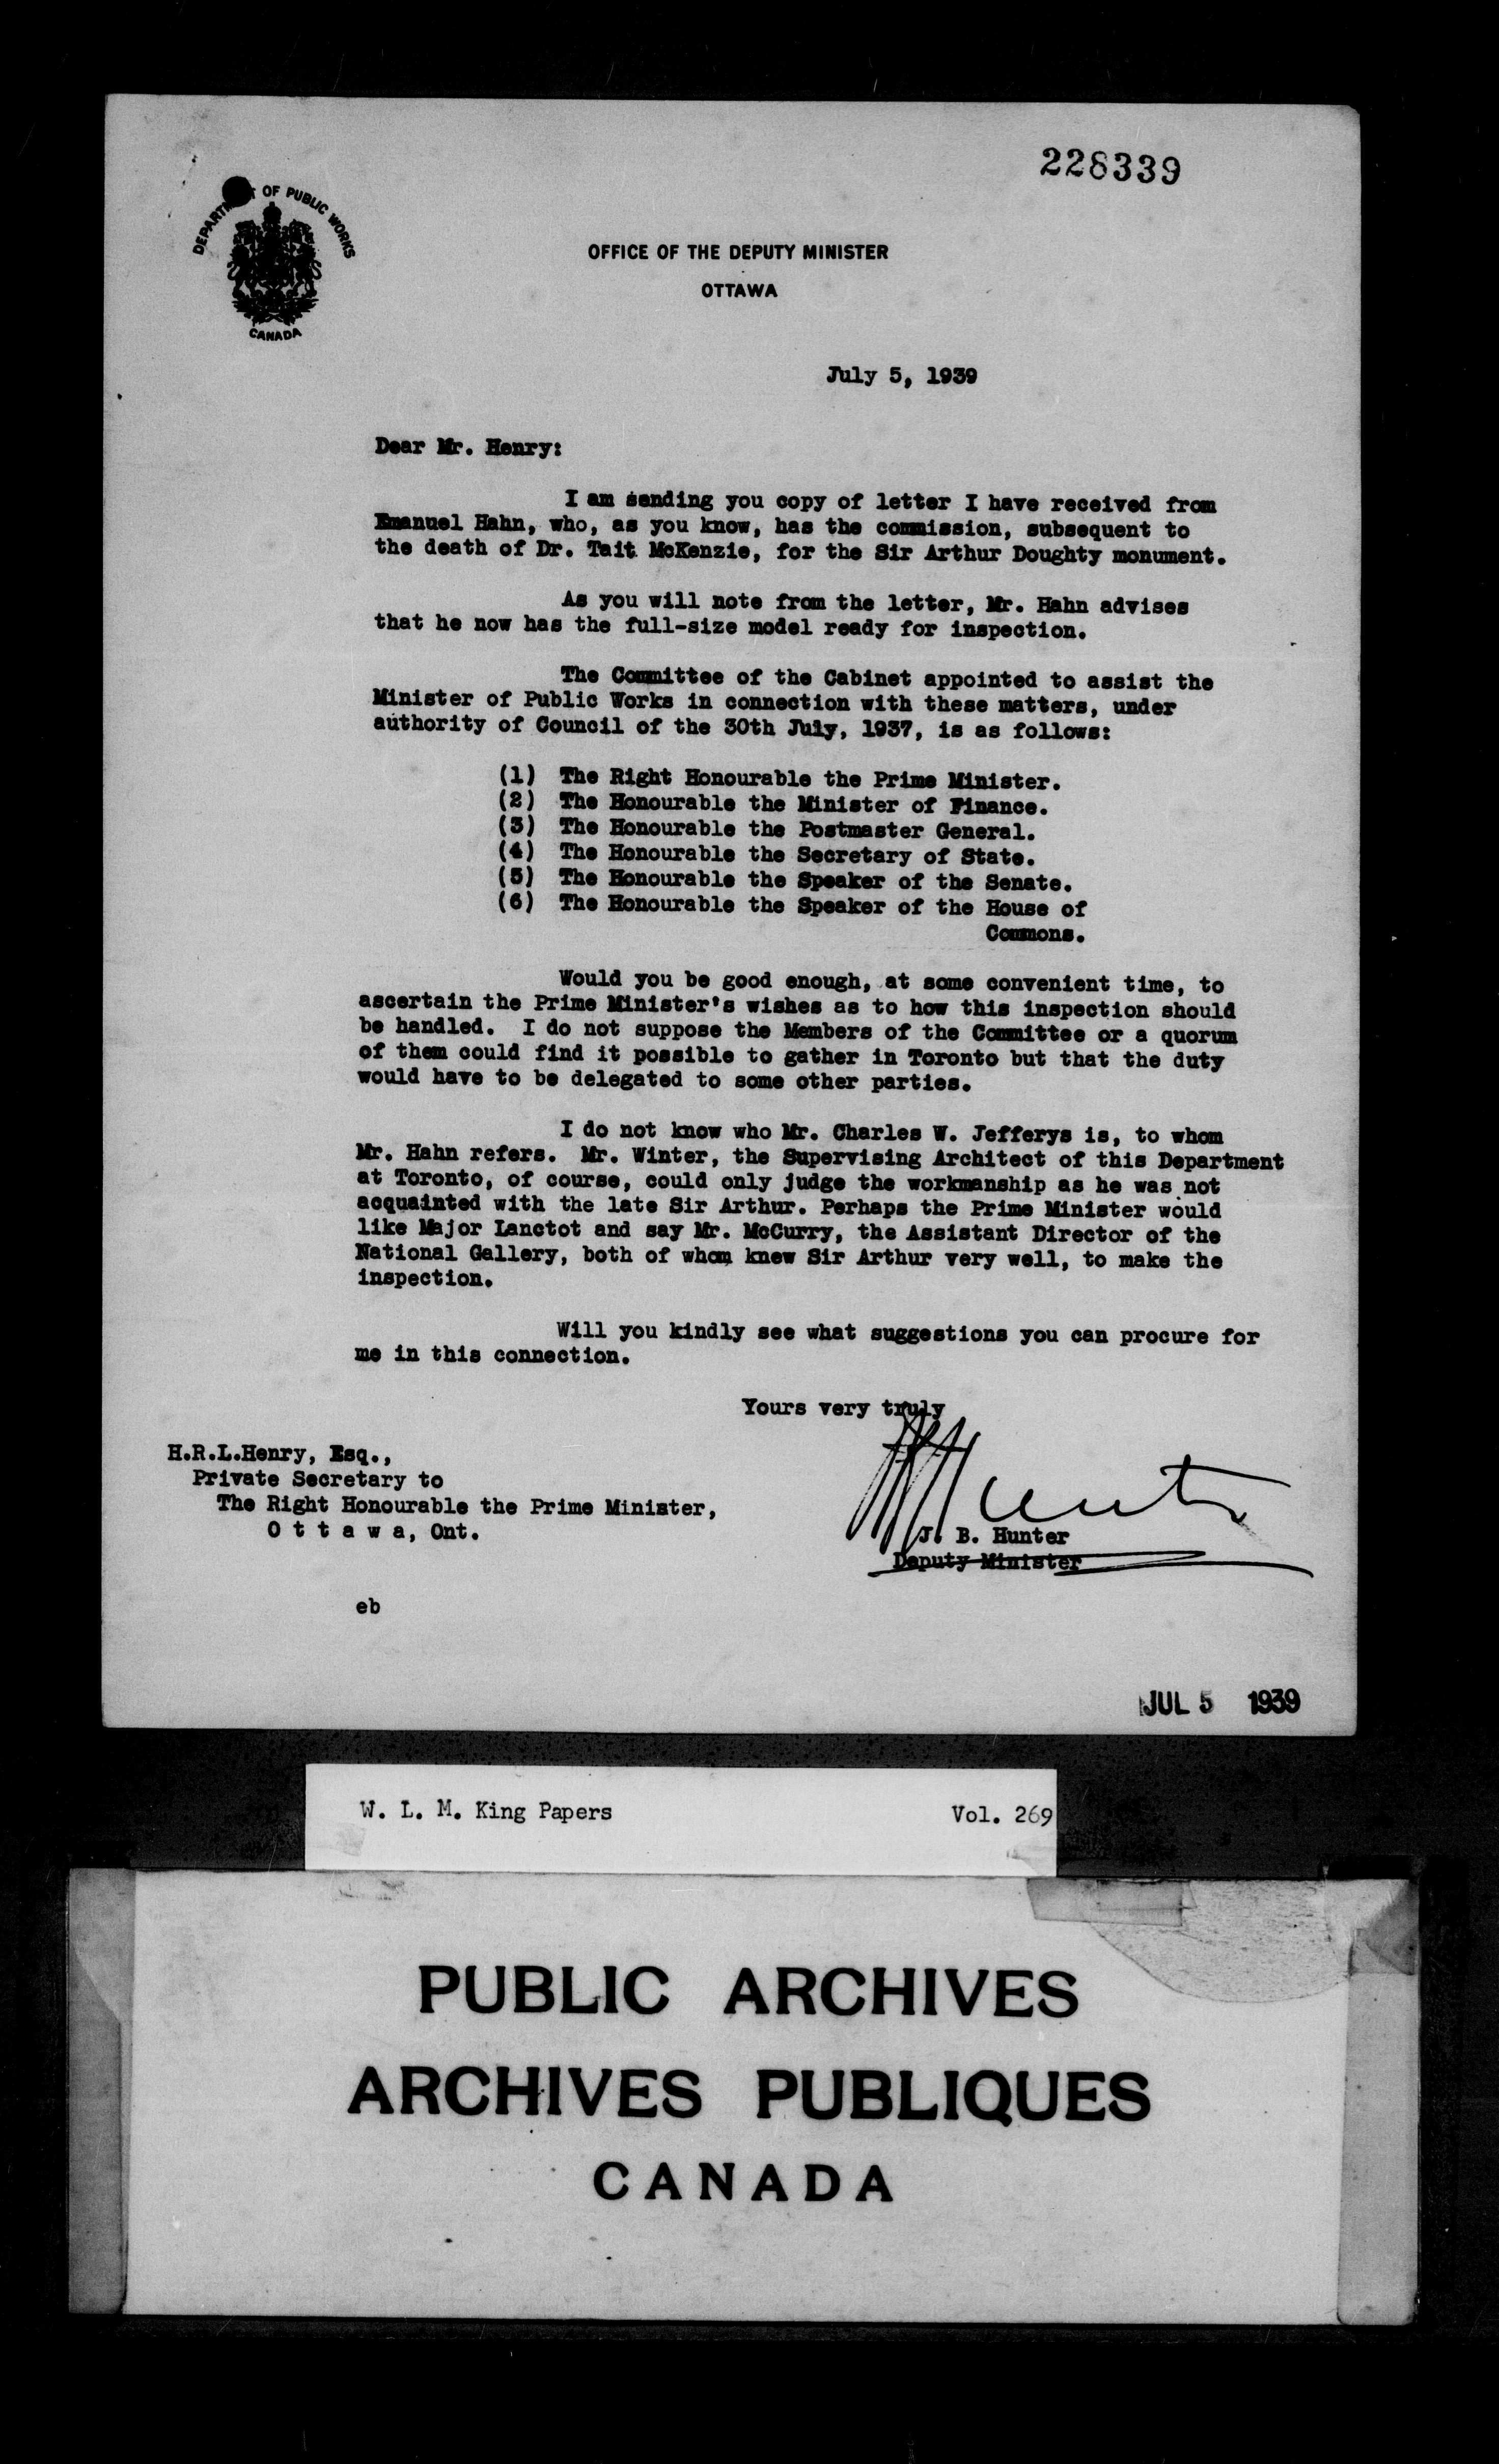 228339
DEPARTMENT OF PUBLIC WORKS
CANADA
OFFICE OF THE DEPUTY MINISTER
OTTAWA
July 5, 1939
Dear Mr. Henry:
I am sending you copy of letter I have received from
Emanuel Hahn, who, as you know, has the commission, subsequent to
the death of Dr. Tait McKenzie, for the Sir Arthur Doughty monument.
As you will note from the letter, Mr. Hahn advises
that he now has the full-size model ready for inspection.
The Committee of the Cabinet appointed to assist the
Minister of Public Works in connection with these matters, under
authority of Council of the 30th July, 1937, is as follows:
(1) The Right Honourable the Prime Minister.
(2) The Honourable the Minister of Finance.
(3) The Honourable the Postmaster General.
(4) The Honourable the Secretary of State.
(5) The Honourable the Speaker of the Senate.
(6) The Honourable the Speaker of the House of
Commons.
Would you be good enough, at some convenient time, to
ascertain the Prime Minister's wishes as to how this inspection should
be handled. I do not suppose the Members of the Committee or a quorum
of them could find it possible to gather in Toronto but that the duty
would have to be delegated to some other parties.
I do not know who Mr. Charles W. Jefferys is, to whom
Mr. Hahn refers. Mr. Winter, the Supervising Architect of this Department
at Toronto, of course, could only judge the workmanship as he was not
acquainted with the late Sir Arthur. Perhaps the Prime Minister would
like Major Lanctot and say Mr. McCurry, the Assistant Director of the
National Gallery, both of whom knew Sir Arthur very well, to make the
inspection.
Will you kindly see what suggestions you can procure for
me in this connection.
Yours very truly
J B Hunter
J. B. Hunter
Deputy Minister
H.R.L.Henry, Esq.,
Private Secretary to
The Right Honourable the Prime Minister,
O t t a w a, Ont.
eb
JUL 5 1939
W. L. M. King Papers Vol. 269
PUBLIC ARCHIVES
ARCHIVES PUBLIQUES
CANADA